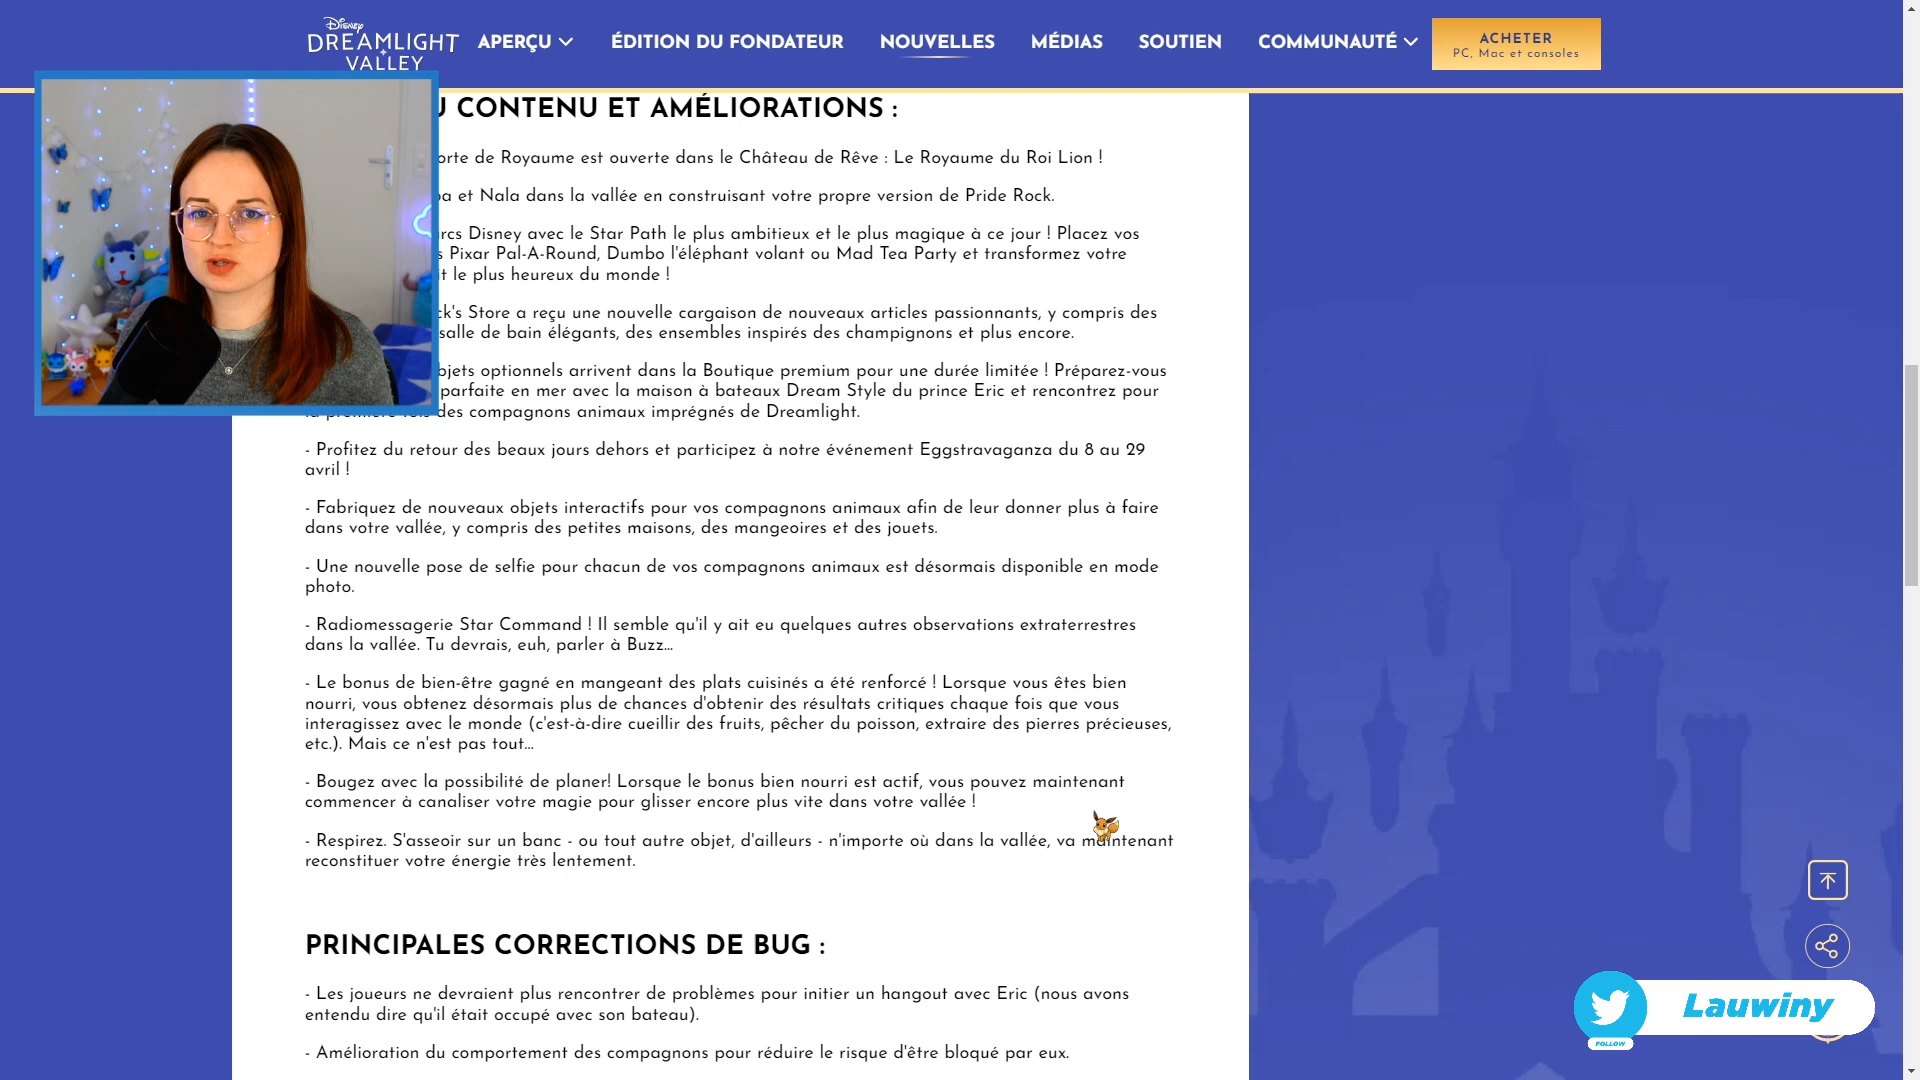 Disney
DREAMLIGHT
VALLEY
APERÇU
ÉDITION DU FONDATEUR
NOUVELLES
MÉDIAS
SOUTIEN
COMMUNAUTÉ
ACHETER
PC, Mac et consoles
CONTENU ET AMÉLIORATIONS :
de Royaume est ouverte dans le Château de Rêve : Le Royaume du Roi Lion !
et Nala dans la vallée en construisant votre propre version de Pride Rock.
Disney avec le Star Path le plus ambitieux et le plus magique à ce jour ! Placez vos
Pixar Pal-A-Round, Dumbo l'éléphant volant ou Mad Tea Party et transformez votre
le plus heureux du monde !
Store a reçu une nouvelle cargaison de nouveaux articles passionnants, y compris des
salle de bain élégants, des ensembles inspirés des champignons et plus encore.
optionnels arrivent dans la Boutique premium pour une durée limitée ! Préparez-vous
parfaite en mer avec la maison à bateaux Dream Style du prince Eric et rencontrez pour
des compagnons animaux imprégnés de Dreamlight.
- Profitez du retour des beaux jours dehors et participez à notre événement Eggstravaganza du 8 au 29
avril !
- Fabriquez de nouveaux objets interactifs pour vos compagnons animaux afin de leur donner plus à faire
dans votre vallée, y compris des petites maisons, des mangeoires et des jouets.
- Une nouvelle pose de selfie pour chacun de vos compagnons animaux est désormais disponible en mode
photo.
- Radiomessagerie Star Command ! Il semble qu'il y ait eu quelques autres observations extraterrestres
dans la vallée. Tu devrais, euh, parler à Buzz...
- Le bonus de bien-être gagné en mangeant des plats cuisinés a été renforcé ! Lorsque vous êtes bien
nourri, vous obtenez désormais plus de chances d'obtenir des résultats critiques chaque fois que vous
interagissez avec le monde (c'est-à-dire cueillir des fruits, pêcher du poisson, extraire des pierres précieuses,
etc.). Mais ce n'est pas tout...
- Bougez avec la possibilité de planer! Lorsque le bonus bien nourri est actif, vous pouvez maintenant
commencer à canaliser votre magie pour glisser encore plus vite dans votre vallée !
- Respirez. S'asseoir sur un banc - ou tout autre objet, d'ailleurs - n'importe où dans la vallée, va maintenant
reconstituer votre énergie très lentement.
PRINCIPALES CORRECTIONS DE BUG :
- Les joueurs ne devraient plus rencontrer de problèmes pour initier un hangout avec Eric (nous avons
entendu dire qu'il était occupé avec son bateau).
- Amélioration du comportement des compagnons pour réduire le risque d'être bloqué par eux.
Lauwiny
FOLLOW